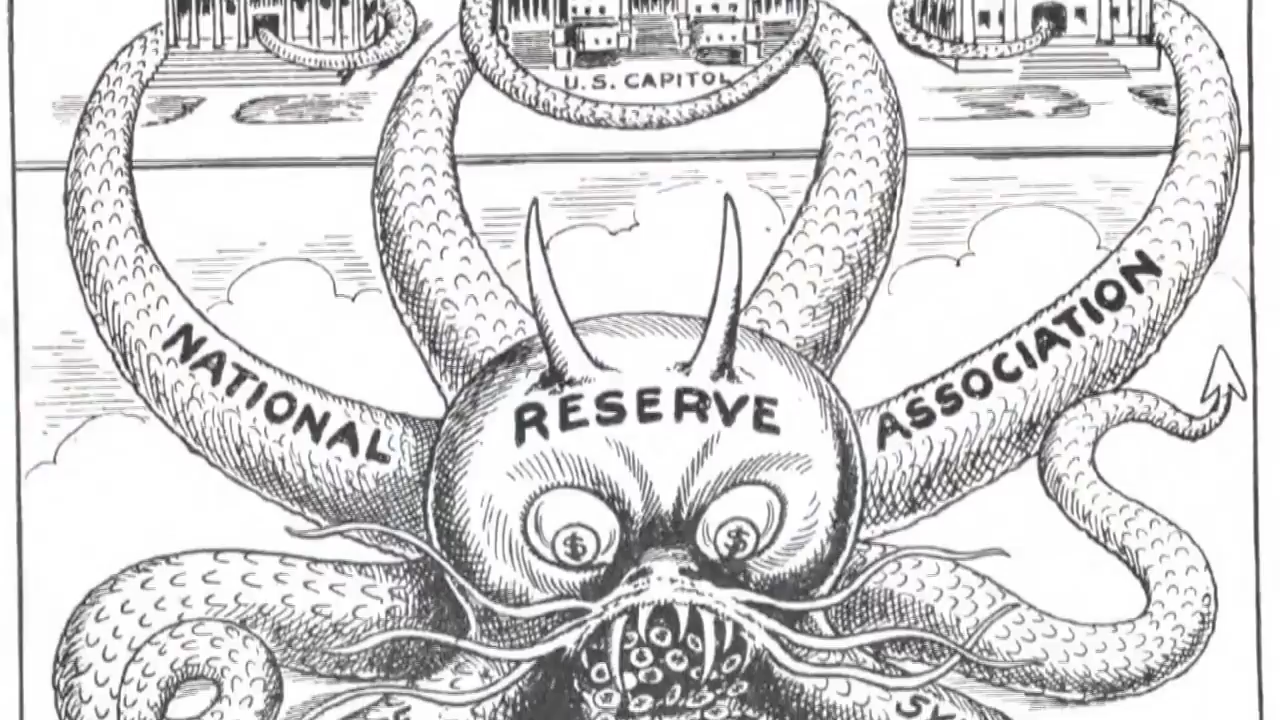 U.S. CAPITOL
NATIONAL
RESERVE
ASSOCIATION
$ $